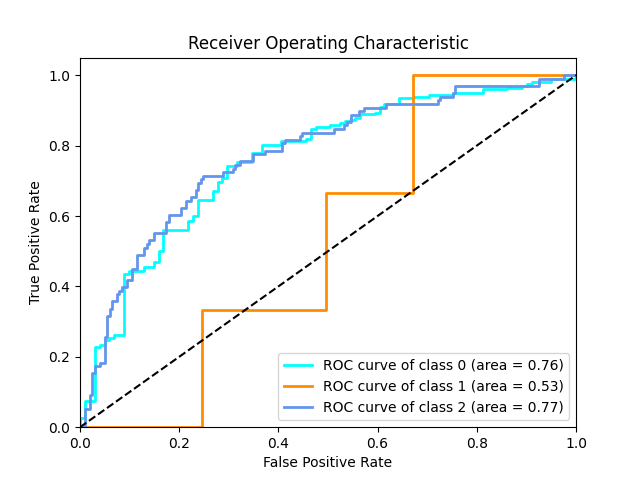 Receiver Operating Characteristic
True Positive Rate
1.0
0.8
0.6
0.4
0.2
0.0
ROC curve of class 0 (area = 0.76)
ROC curve of class 1 (area = 0.53)
ROC curve of class 2 (area = 0.77)
0.0 0.2 0.4 0.6 0.8 1.0
False Positive Rate